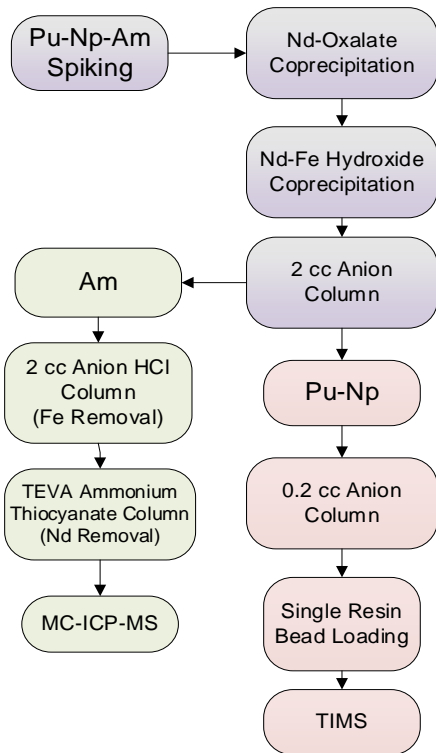 Pu-Np-Am
Spiking
Nd-Oxalate
Coprecipitation
Nd-Fe Hydroxide
Coprecipitation
2 cc Anion
Column
Am
2 cc Anion HCl
Column
(Fe Removal)
TEVA Ammonium
Thiocyanate Column
(Nd Removal)
MC-ICP-MS
Pu-Np
0.2 cc Anion
Column
Single Resin
Bead Loading
TIMS